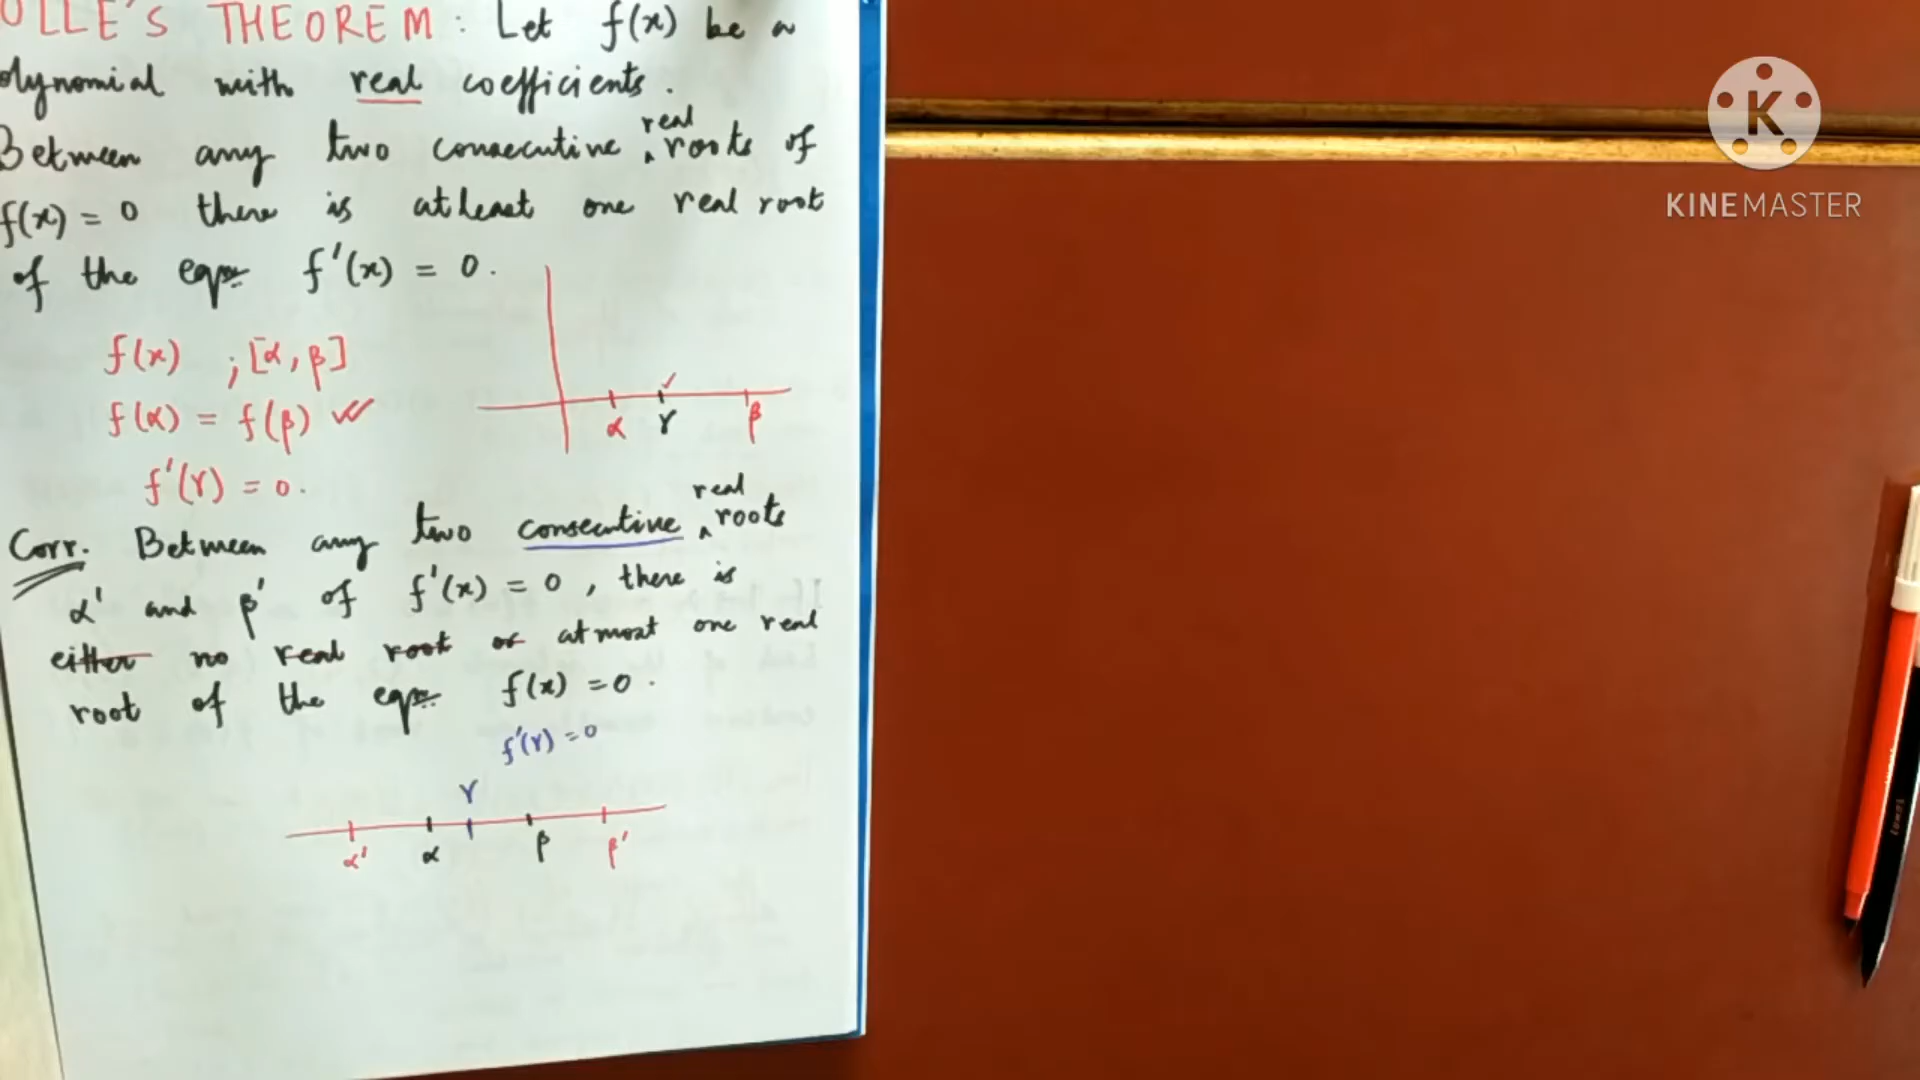 OLLE'S THEOREM : Let f(x) be a
olynomial with real coefficients.
Between any two consecutive real roots of
f(x) = 0 there is atleast one real root
of the eqn f'(x) = 0.
f(x) ; [α, β]
f(α) = f(β)
f'(γ) = 0.
α γ β
Corr. Between any two consecutive real roots
α' and β' of f'(x) = 0, there is
either no real root or atmost one real
root of the eqn f(x) = 0.
f'(γ) = 0
γ
α' α β β'
K
KINEMASTER